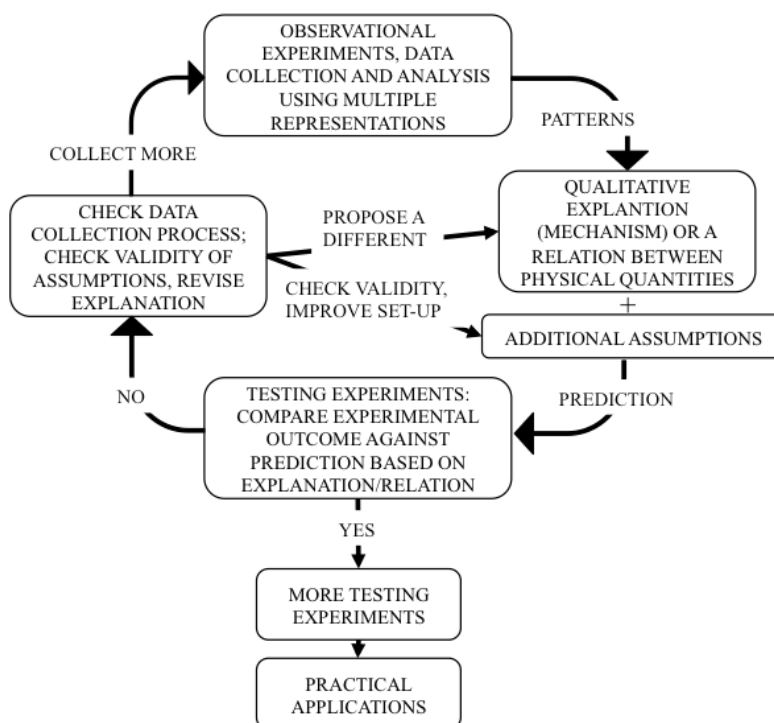 OBSERVATIONAL
EXPERIMENTS, DATA
COLLECTION AND ANALYSIS
USING MULTIPLE
REPRESENTATIONS
PATTERNS
COLLECT MORE
QUALITATIVE
EXPLANTION
(MECHANISM) OR A
RELATION BETWEEN
PHYSICAL QUANTITIES
+
ADDITIONAL ASSUMPTIONS
CHECK DATA
COLLECTION PROCESS;
CHECK VALIDITY OF
ASSUMPTIONS, REVISE
EXPLANATION
PROPOSE A
DIFFERENT
CHECK VALIDITY,
IMPROVE SET-UP
PREDICTION
NO
TESTING EXPERIMENTS:
COMPARE EXPERIMENTAL
OUTCOME AGAINST
PREDICTION BASED ON
EXPLANATION/RELATION
YES
MORE TESTING
EXPERIMENTS
PRACTICAL
APPLICATIONS